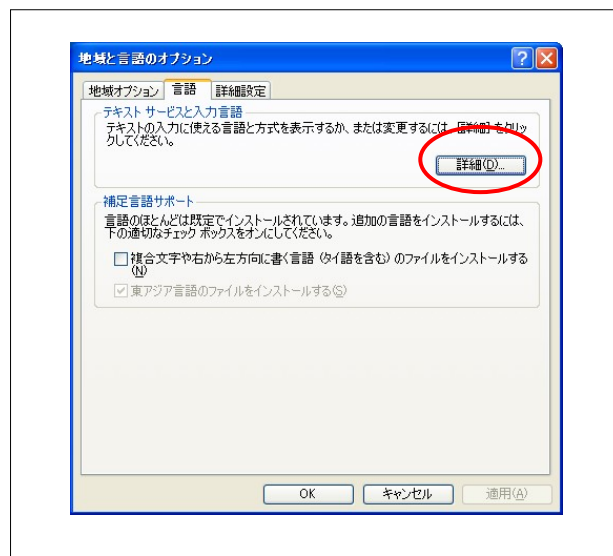 地域と言語のオプション
地域オプション 言語 詳細設定
テキスト サービスと入力言語
テキストの入力に使える言語と方式を表示するか、または変更するには、[詳細] をクリッ
クしてください。
詳細(D)...
補足言語サポート
言語のほとんどは既定でインストールされています。追加の言語をインストールするには、
下の適切なチェック ボックスをオンにしてください。
複合文字や右から左方向に書く言語 (タイ語を含む) のファイルをインストールする
(N)
東アジア言語のファイルをインストールする(S)
OK キャンセル 適用(A)